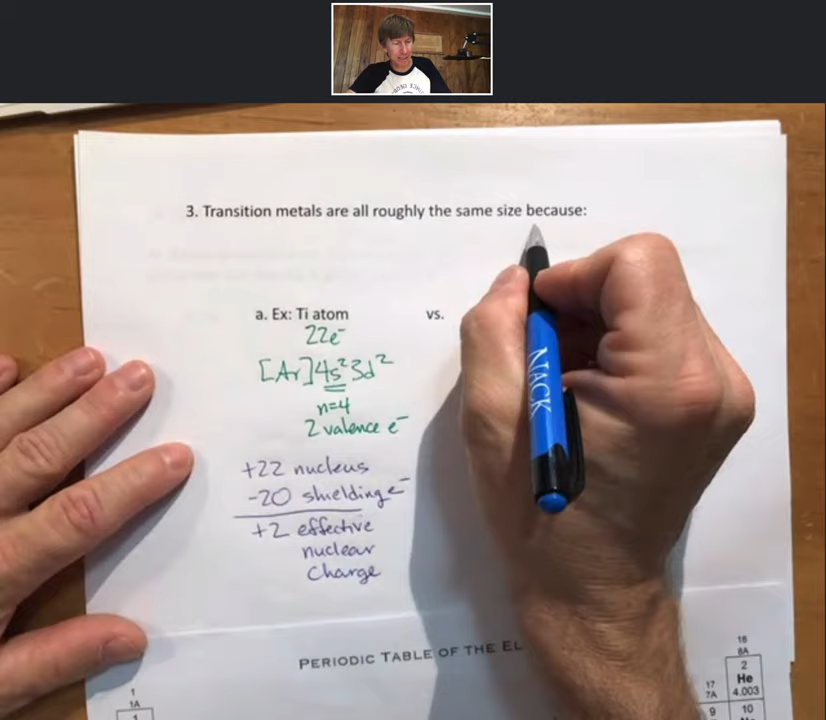 3. Transition metals are all roughly the same size because:
a. Ex: Ti atom vs.
22e⁻
[Ar]4s²3d²
n=4
2 valence e⁻
+22 nucleus
-20 shielding e⁻
+2 effective
nuclear
charge
NACK
PERIODIC TABLE OF THE EL
1
1A
1
18
8A
2
He
4.003
17
7A
9
10